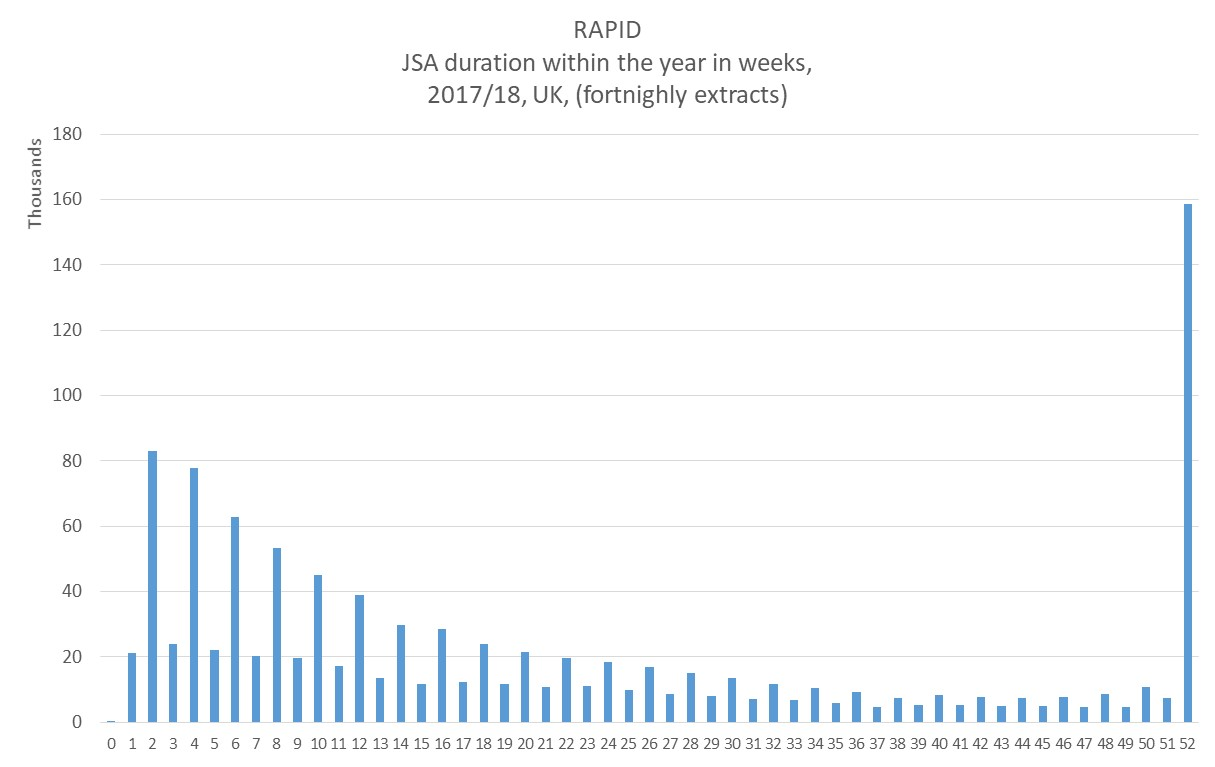 RAPID
JSA duration within the year in weeks,
2017/18, UK, (fortnighly extracts)
Thousands
180
160
140
120
100
80
60
40
20
0
0 1 2 3 4 5 6 7 8 9 10 11 12 13 14 15 16 17 18 19 20 21 22 23 24 25 26 27 28 29 30 31 32 33 34 35 36 37 38 39 40 41 42 43 44 45 46 47 48 49 50 51 52